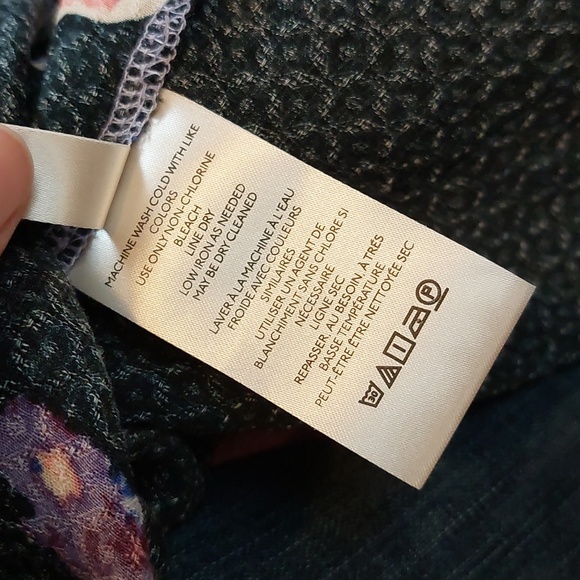 MACHINE WASH COLD WITH LIKE
COLORS
USE ONLY NON-CHLORINE
BLEACH
LINE DRY
LOW IRON AS NEEDED
MAY BE DRY CLEANED
LAVER À LA MACHINE A L'EAU
FROIDE AVEC COULEURS
SIMILAIRES
UTILISER UN AGENT DE
BLANCHIMENT SANS CHLORE SI
NÉCESSAIRE
LIGNE SEC
REPASSER, AU BESOIN, À TRÈS
BASSE TEMPÉRATURE
PEUT-ÊTRE ÊTRE NETTOYÉE SEC
30 P